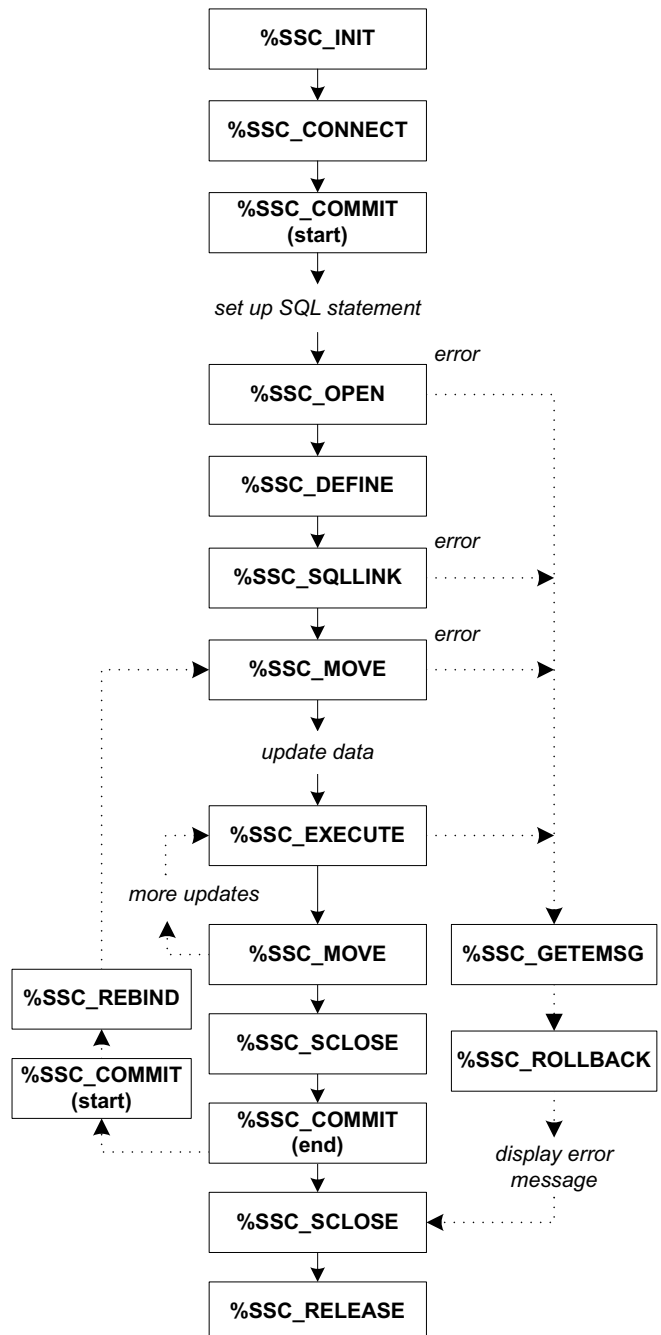 %SSC_INIT
%SSC_CONNECT
%SSC_COMMIT
(start)
set up SQL statement
error
%SSC_OPEN
%SSC_DEFINE
error
%SSC_SQLLINK
error
%SSC_MOVE
update data
%SSC_EXECUTE
more updates
%SSC_MOVE
%SSC_GETEMSG
%SSC_REBIND
%SSC_SCLOSE
%SSC_ROLLBACK
%SSC_COMMIT
(start)
%SSC_COMMIT
(end)
display error
message
%SSC_SCLOSE
%SSC_RELEASE